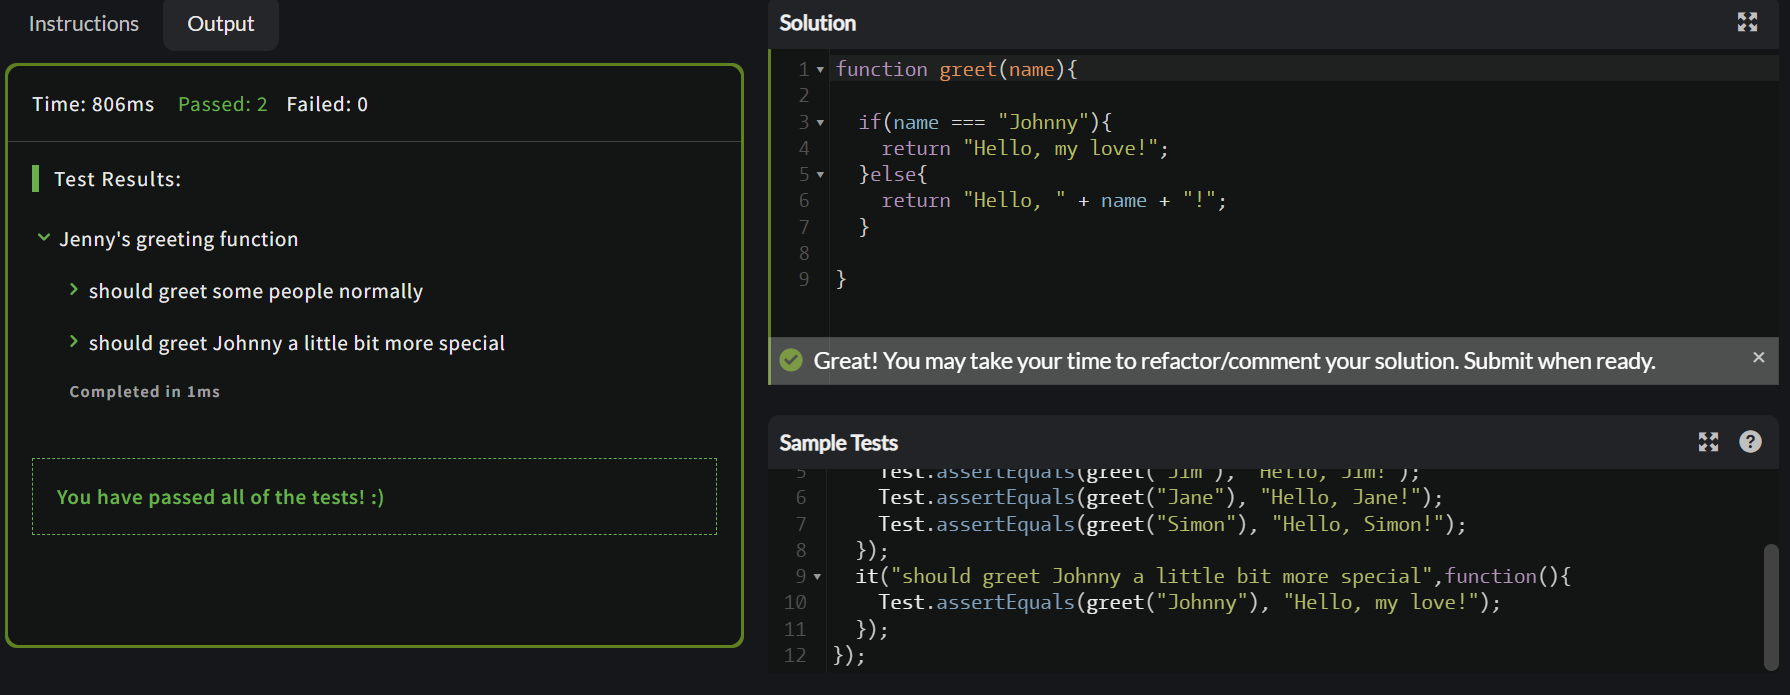 Instructions
Output
Time: 806ms Passed: 2 Failed: 0
Test Results:
Jenny's greeting function
should greet some people normally
should greet Johnny a little bit more special
Completed in 1ms
You have passed all of the tests! :)
Solution
1 function greet(name){
2
3 if(name === "Johnny"){
4 return "Hello, my love!";
5 }else{
6 return "Hello, " + name + "!";
7 }
8
9 }
Great! You may take your time to refactor/comment your solution. Submit when ready.
Sample Tests
5 Test.assertEquals(greet("Jim"), "Hello, Jim!");
6 Test.assertEquals(greet("Jane"), "Hello, Jane!");
7 Test.assertEquals(greet("Simon"), "Hello, Simon!");
8 });
9 it("should greet Johnny a little bit more special",function(){
10 Test.assertEquals(greet("Johnny"), "Hello, my love!");
11 });
12 });